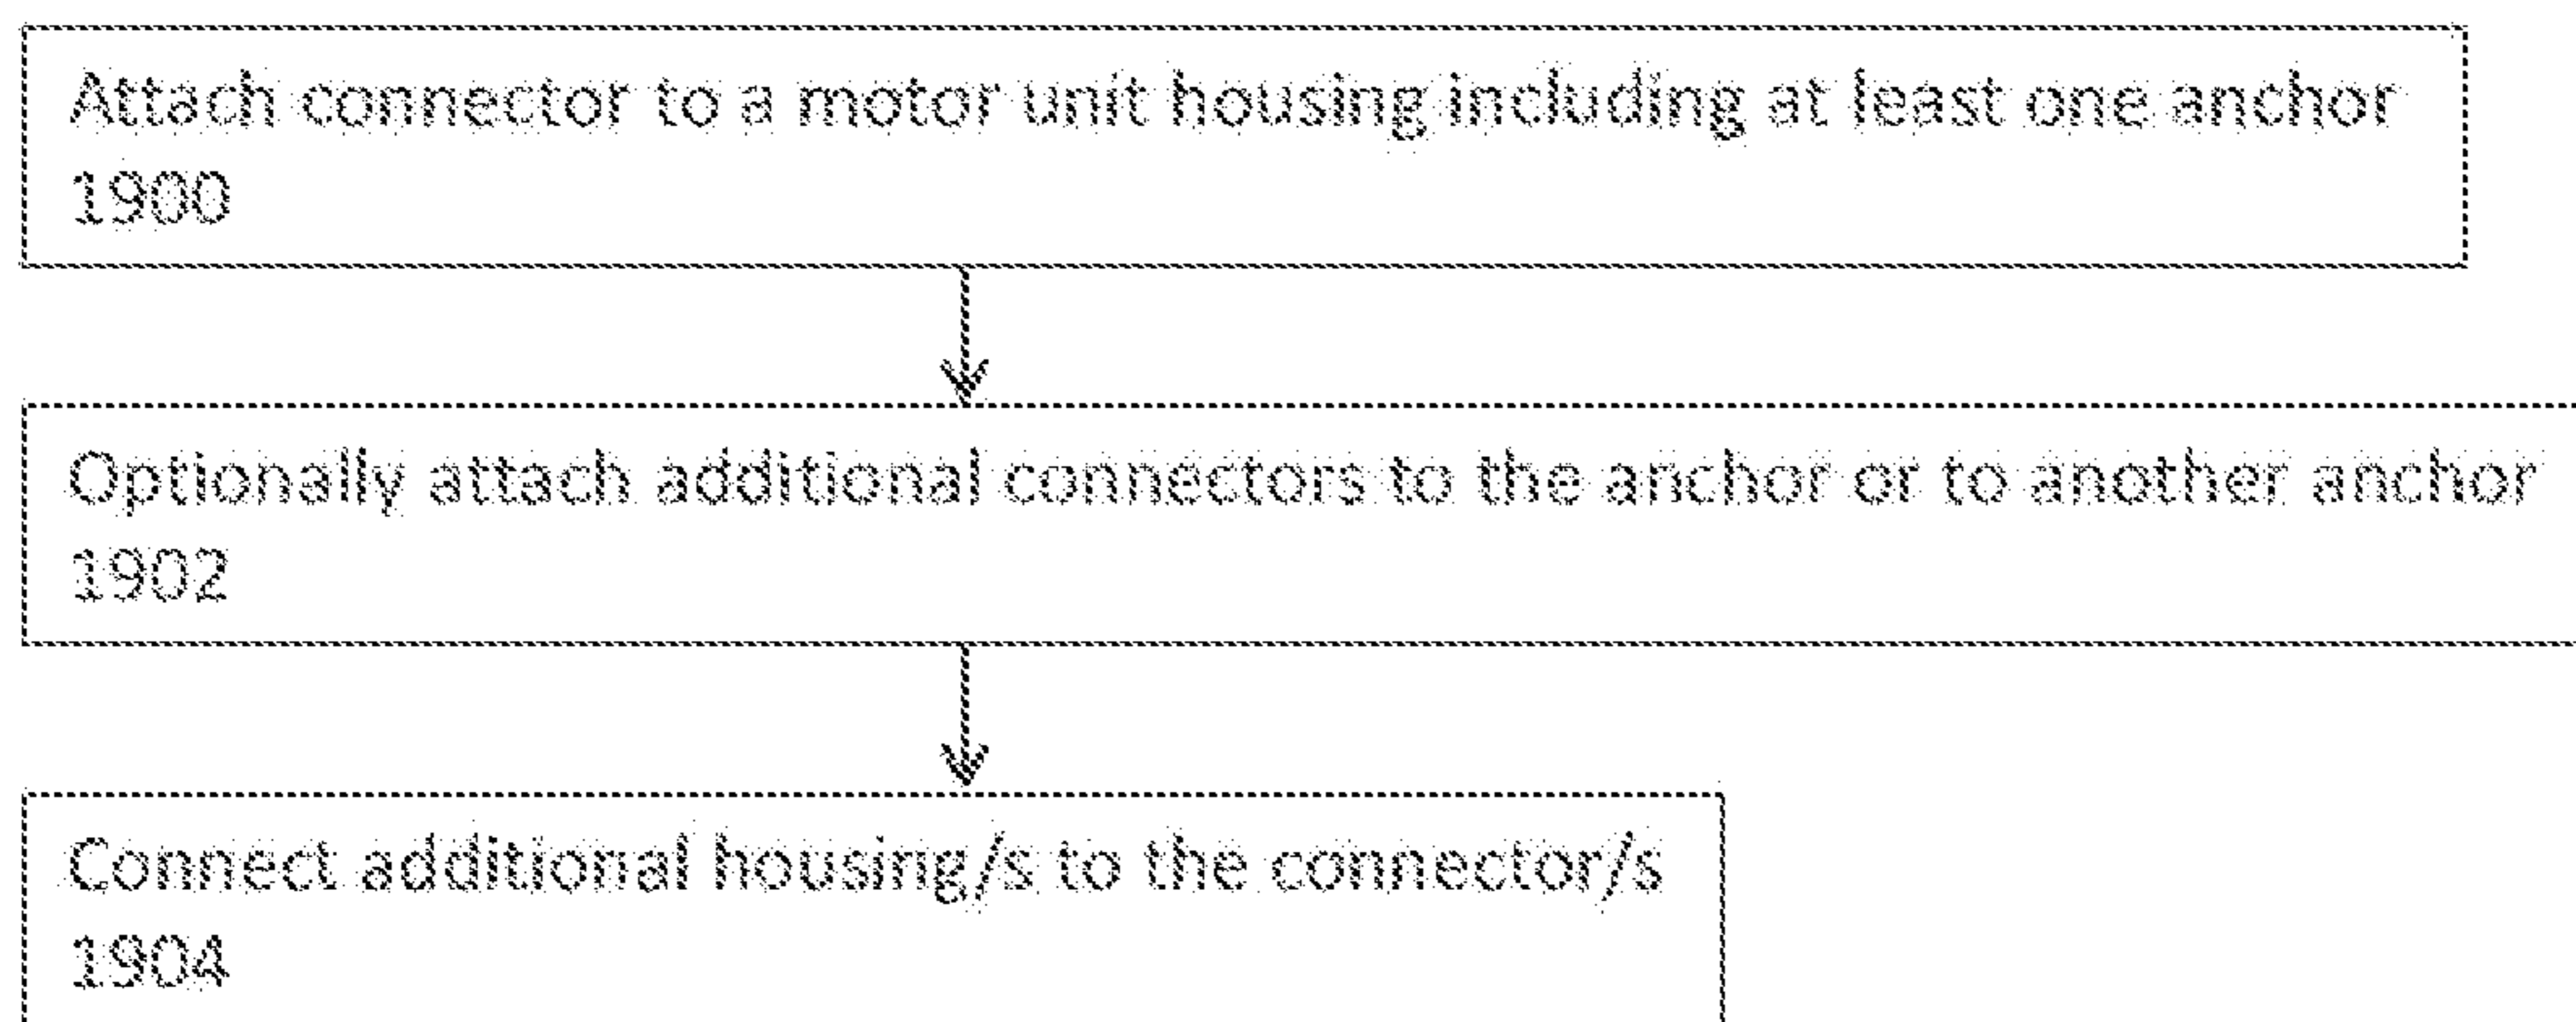 Attach connector to a motor unit housing including at least one anchor
1900
Optionally attach additional connectors to the anchor or to another anchor
1902
Connect additional housing/s to the connector/s
1904